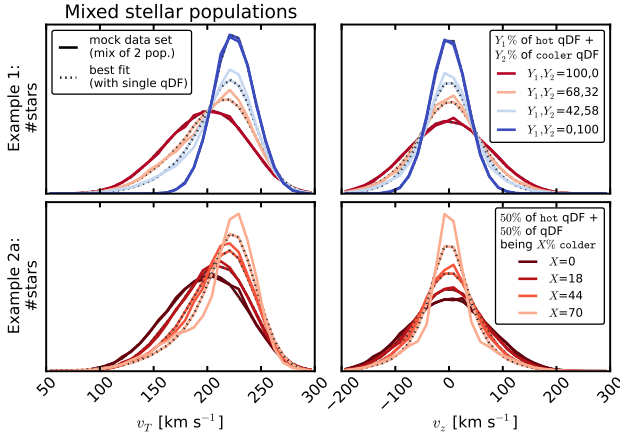 Mixed stellar populations
mock data set
(mix of 2 pop.)
best fit
(with single qDF)
Y₁% of hot qDF +
Y₂% of cooler qDF
Y₁,Y₂=100,0
Y₁,Y₂=68,32
Y₁,Y₂=42,58
Y₁,Y₂=0,100
Example 1:
#stars
−200 −100 0 100 200 300
Example 2a:
#stars
50% of hot qDF +
50% of qDF
being X% colder
X=0
X=18
X=44
X=70
50 100 150 200 250 300
v_T [km s⁻¹]
v_z [km s⁻¹]